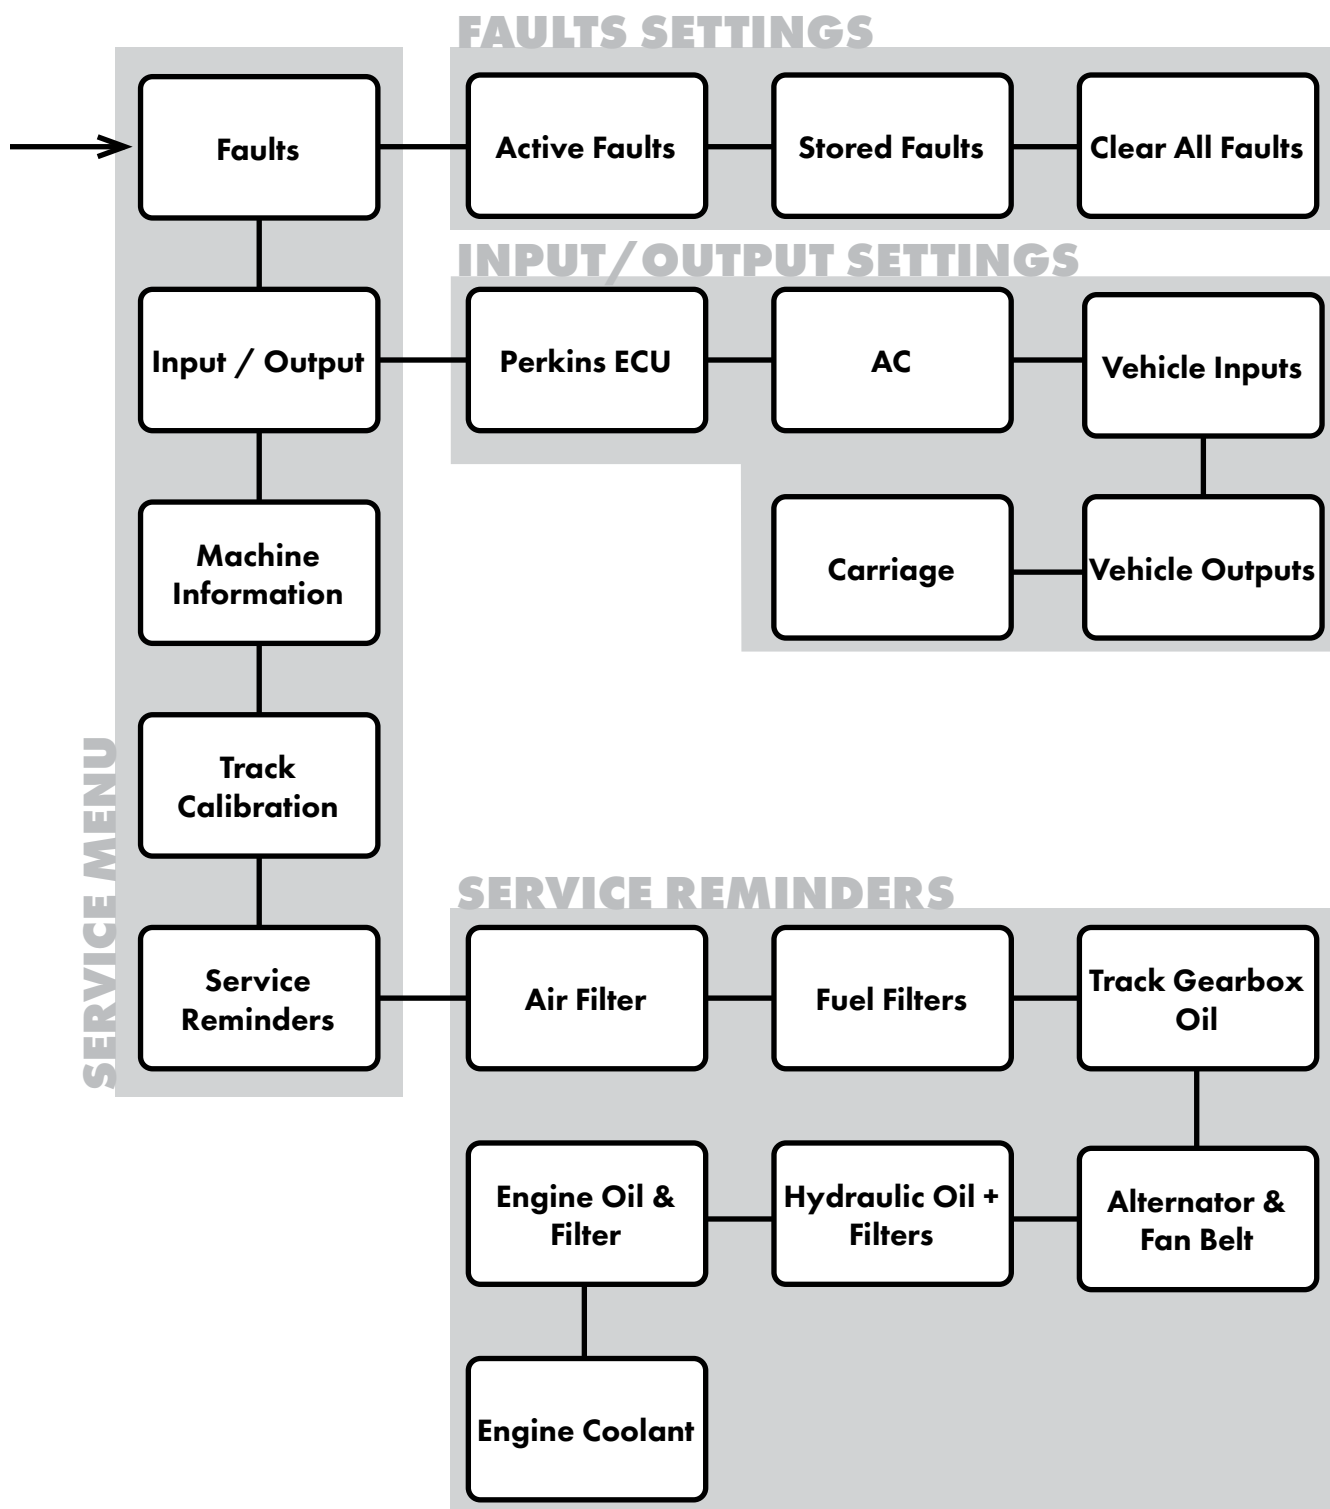 FAULTS SETTINGS
Faults
Active Faults
Stored Faults
Clear All Faults
INPUT/OUTPUT SETTINGS
Input / Output
Perkins ECU
AC
Vehicle Inputs
Carriage
Vehicle Outputs
Machine
Information
Track
Calibration
SERVICE MENU
SERVICE REMINDERS
Service
Reminders
Air Filter
Fuel Filters
Track Gearbox
Oil
Engine Oil &
Filter
Hydraulic Oil +
Filters
Alternator &
Fan Belt
Engine Coolant